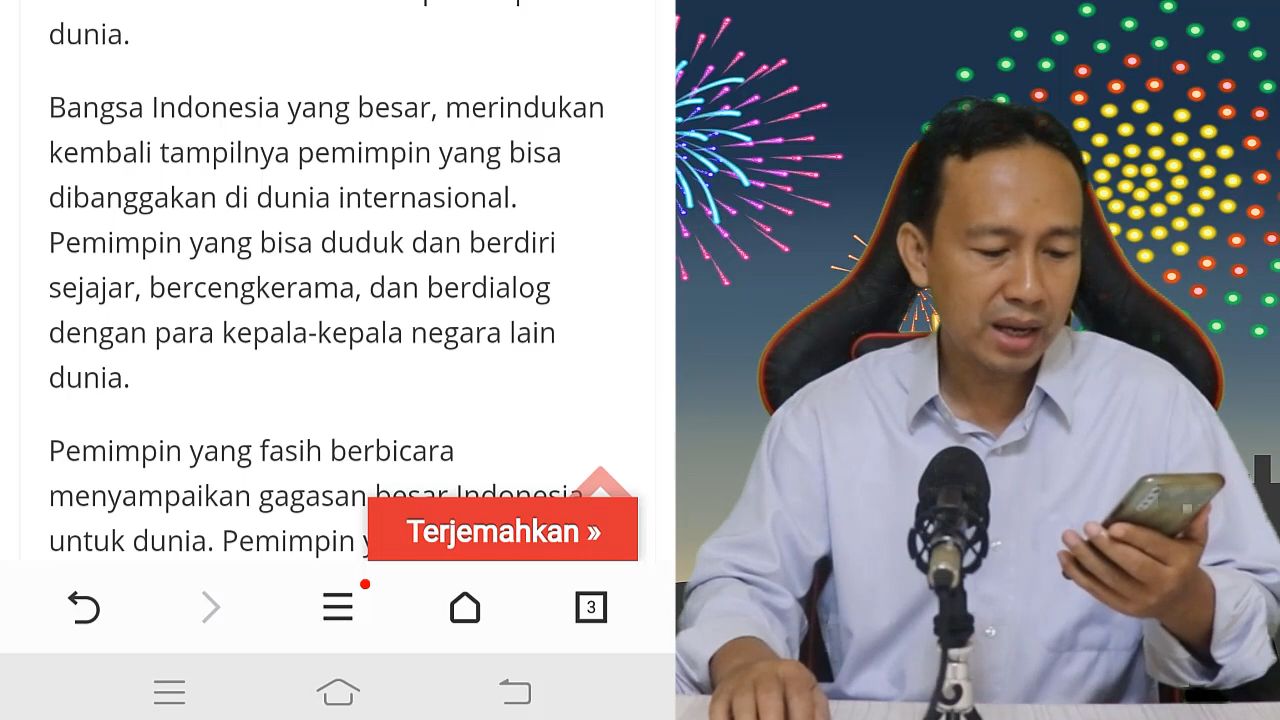 dunia.
Bangsa Indonesia yang besar, merindukan
kembali tampilnya pemimpin yang bisa
dibanggakan di dunia internasional.
Pemimpin yang bisa duduk dan berdiri
sejajar, bercengkerama, dan berdialog
dengan para kepala-kepala negara lain
dunia.
Pemimpin yang fasih berbicara
menyampaikan gagasan besar Indonesia
untuk dunia. Pemimpin
Terjemahkan »
3